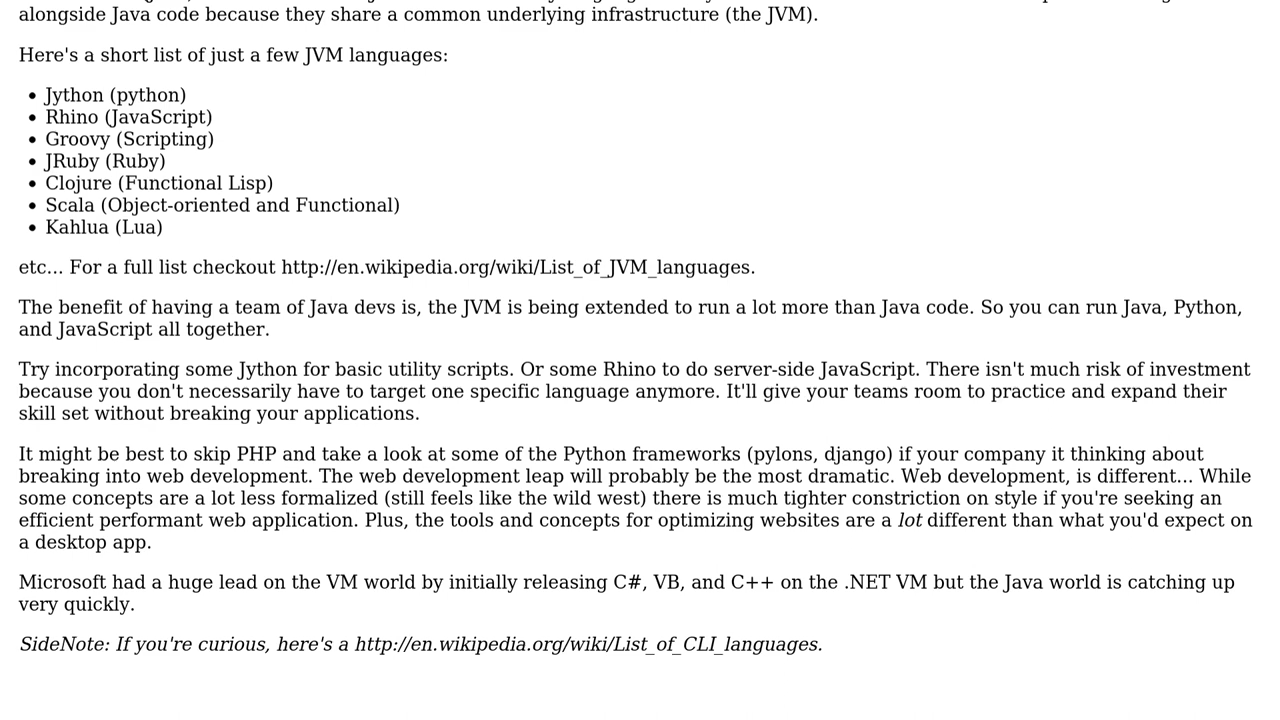 alongside Java code because they share a common underlying infrastructure (the JVM).
Here's a short list of just a few JVM languages:
• Jython (python)
• Rhino (JavaScript)
• Groovy (Scripting)
• JRuby (Ruby)
• Clojure (Functional Lisp)
• Scala (Object-oriented and Functional)
• Kahlua (Lua)
etc... For a full list checkout http://en.wikipedia.org/wiki/List_of_JVM_languages.
The benefit of having a team of Java devs is, the JVM is being extended to run a lot more than Java code. So you can run Java, Python,
and JavaScript all together.
Try incorporating some Jython for basic utility scripts. Or some Rhino to do server-side JavaScript. There isn't much risk of investment
because you don't necessarily have to target one specific language anymore. It'll give your teams room to practice and expand their
skill set without breaking your applications.
It might be best to skip PHP and take a look at some of the Python frameworks (pylons, django) if your company it thinking about
breaking into web development. The web development leap will probably be the most dramatic. Web development, is different... While
some concepts are a lot less formalized (still feels like the wild west) there is much tighter constriction on style if you're seeking an
efficient performant web application. Plus, the tools and concepts for optimizing websites are a lot different than what you'd expect on
a desktop app.
Microsoft had a huge lead on the VM world by initially releasing C#, VB, and C++ on the .NET VM but the Java world is catching up
very quickly.
SideNote: If you're curious, here's a http://en.wikipedia.org/wiki/List_of_CLI_languages.